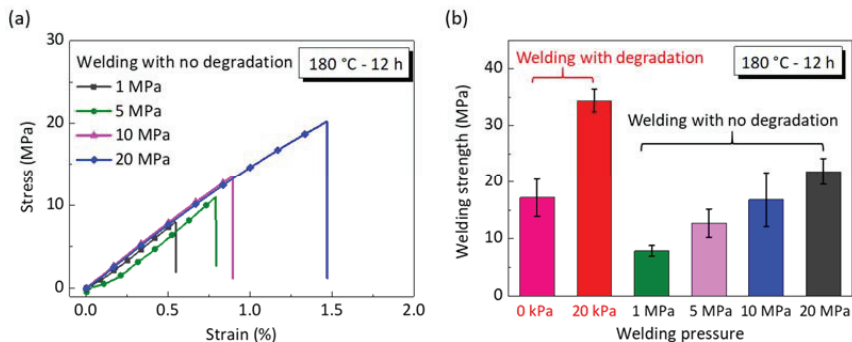 (a)
Stress (MPa)
30
20
10
0
Welding with no degradation
180 °C - 12 h
1 MPa
5 MPa
10 MPa
20 MPa
0.0 0.5 1.0 1.5 2.0
Strain (%)
(b)
Welding strength (MPa)
40
30
20
10
0
Welding with degradation
180 °C - 12 h
Welding with no degradation
0 kPa 20 kPa 1 MPa 5 MPa 10 MPa 20 MPa
Welding pressure